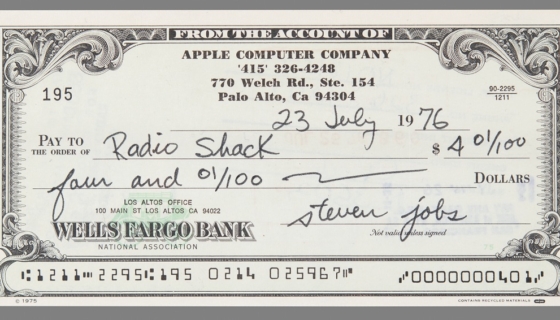 FROM THE ACCOUNT OF
APPLE COMPUTER COMPANY
'415' 326-4248
770 Welch Rd., Ste. 154
Palo Alto, Ca 94304
195
90-2295
1211
23 July 1976
PAY TO
THE ORDER OF Radio Shack $ 4 01/100
four and 01/100 DOLLARS
LOS ALTOS OFFICE
100 MAIN ST LOS ALTOS CA 94022
WELLS FARGO BANK
NATIONAL ASSOCIATION
steven jobs
Not valid unless signed
⑆1211⑉2295⑆195 0214 025967⑈ ⑇0000000401⑇
© 1975
CONTAINS RECYCLED MATERIALS